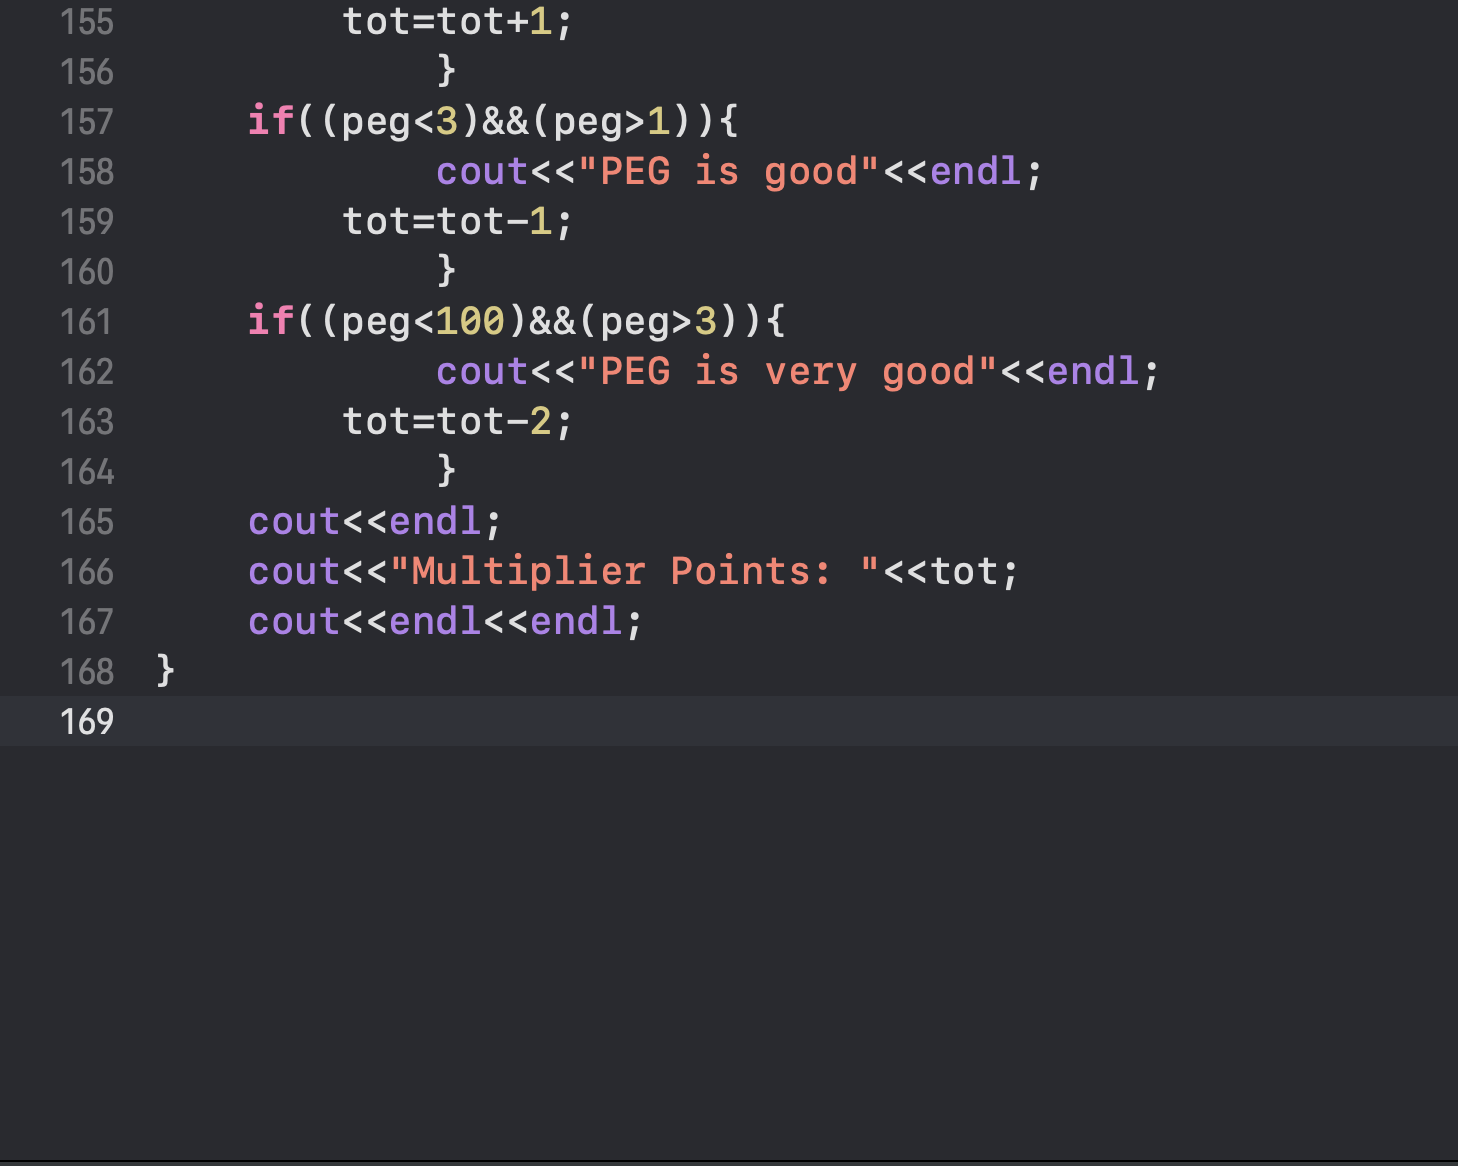 155 tot=tot+1;
156 }
157 if((peg<3)&&(peg>1)){
158 cout<<"PEG is good"<<endl;
159 tot=tot-1;
160 }
161 if((peg<100)&&(peg>3)){
162 cout<<"PEG is very good"<<endl;
163 tot=tot-2;
164 }
165 cout<<endl;
166 cout<<"Multiplier Points: "<<tot;
167 cout<<endl<<endl;
168 }
169